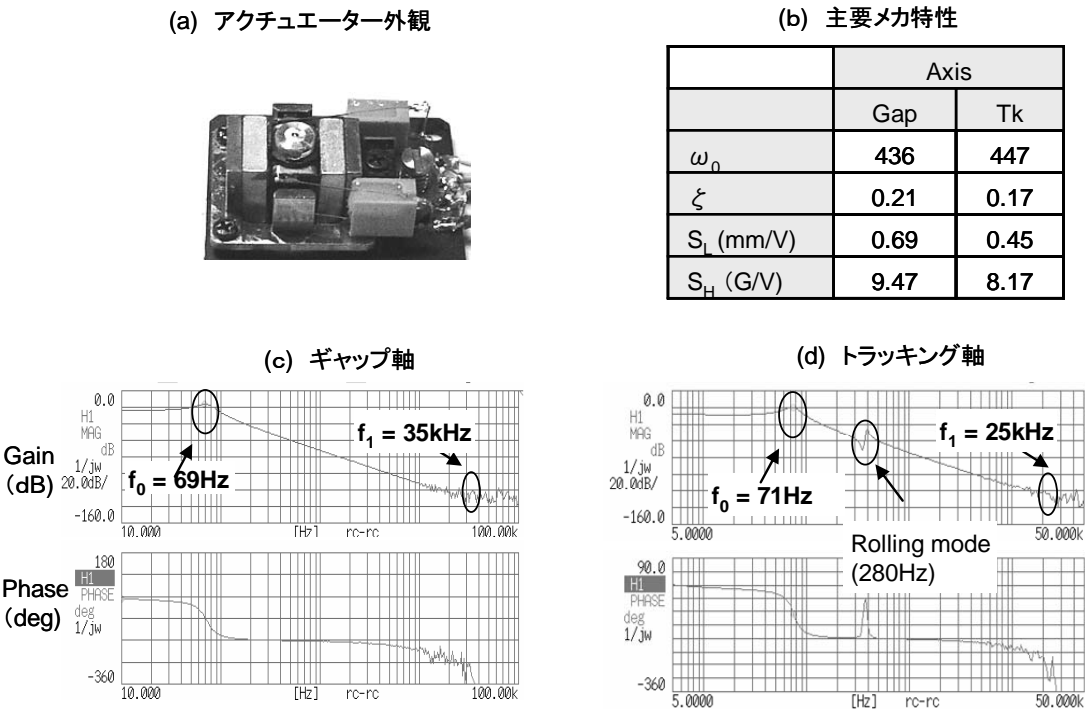 (a) アクチュエーター外観
(b) 主要メカ特性
Axis
Gap Tk
ω0 436 447
ζ 0.21 0.17
SL (mm/V) 0.69 0.45
SH (G/V) 9.47 8.17
(c) ギャップ軸
Gain
(dB)
0.0
H1
MAG
dB
1/jw
20.0dB/
-160.0
f0 = 69Hz
f1 = 35kHz
10.000 [Hz] rc-rc 100.00k
Phase
(deg)
180
H1
PHASE
deg
1/jw
-360
10.000 [Hz] rc-rc 100.00k
(d) トラッキング軸
0.0
H1
MAG
dB
1/jw
20.0dB/
-160.0
f0 = 71Hz
f1 = 25kHz
5.0000 50.000k
Rolling mode
(280Hz)
90.0
H1
PHASE
deg
1/jw
-360
5.0000 [Hz] rc-rc 50.000k